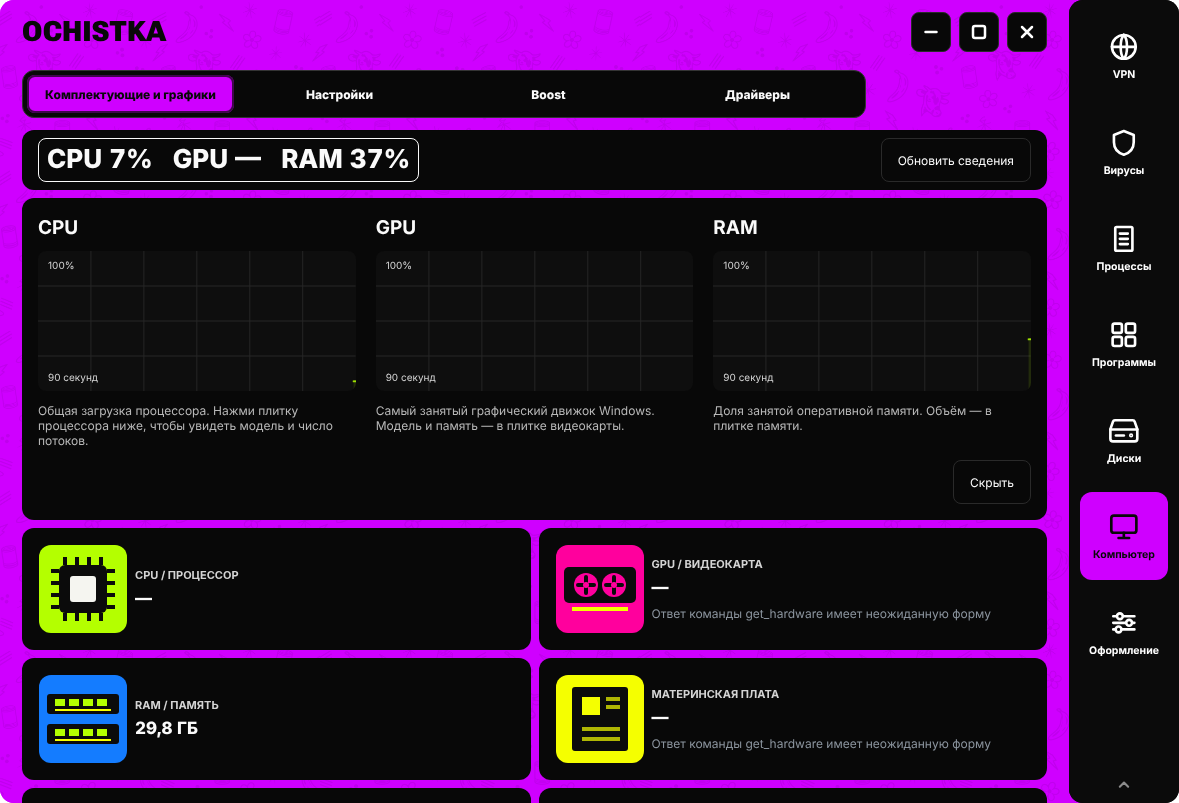 OCHISTKA
Комплектующие и графики
Настройки
Boost
Драйверы
CPU 7% GPU — RAM 37%
Обновить сведения
CPU
100%
90 секунд
Общая загрузка процессора. Нажми плитку
процессора ниже, чтобы увидеть модель и число
потоков.
GPU
100%
90 секунд
Самый занятый графический движок Windows.
Модель и память — в плитке видеокарты.
RAM
100%
90 секунд
Доля занятой оперативной памяти. Объём — в
плитке памяти.
Скрыть
CPU / ПРОЦЕССОР
—
GPU / ВИДЕОКАРТА
—
Ответ команды get_hardware имеет неожиданную форму
RAM / ПАМЯТЬ
29,8 ГБ
МАТЕРИНСКАЯ ПЛАТА
—
Ответ команды get_hardware имеет неожиданную форму
VPN
Вирусы
Процессы
Программы
Диски
Компьютер
Оформление